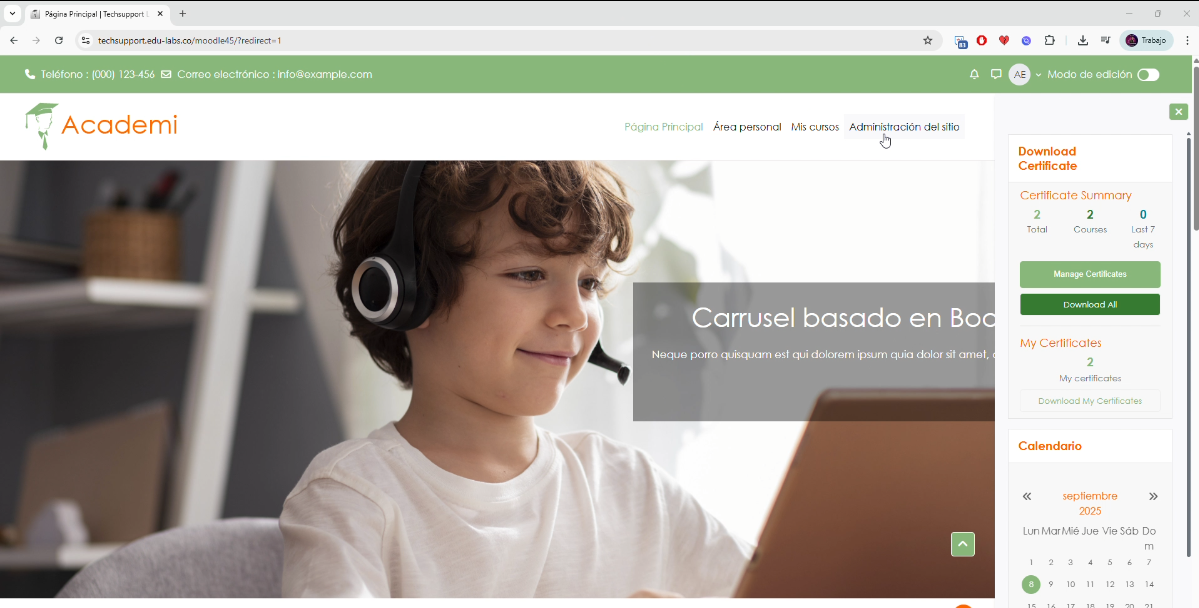 Página Principal | Techsupport L
techsupport.edu-labs.co/moodle45/?redirect=1
Trabajo
Teléfono : (000) 123-456 Correo electrónico : info@example.com
AE Modo de edición
Academi
Página Principal Área personal Mis cursos Administración del sitio
Carrusel basado en Boo
Neque porro quisquam est qui dolorem ipsum quia dolor sit amet,
Download
Certificate
Certificate Summary
2 2 0
Total Courses Last 7
days
Manage Certificates
Download All
My Certificates
2
My certificates
Download My Certificates
Calendario
« septiembre »
2025
Lun Mar Mié Jue Vie Sáb Do
m
1 2 3 4 5 6 7
8 9 10 11 12 13 14
15 16 17 18 19 20 21